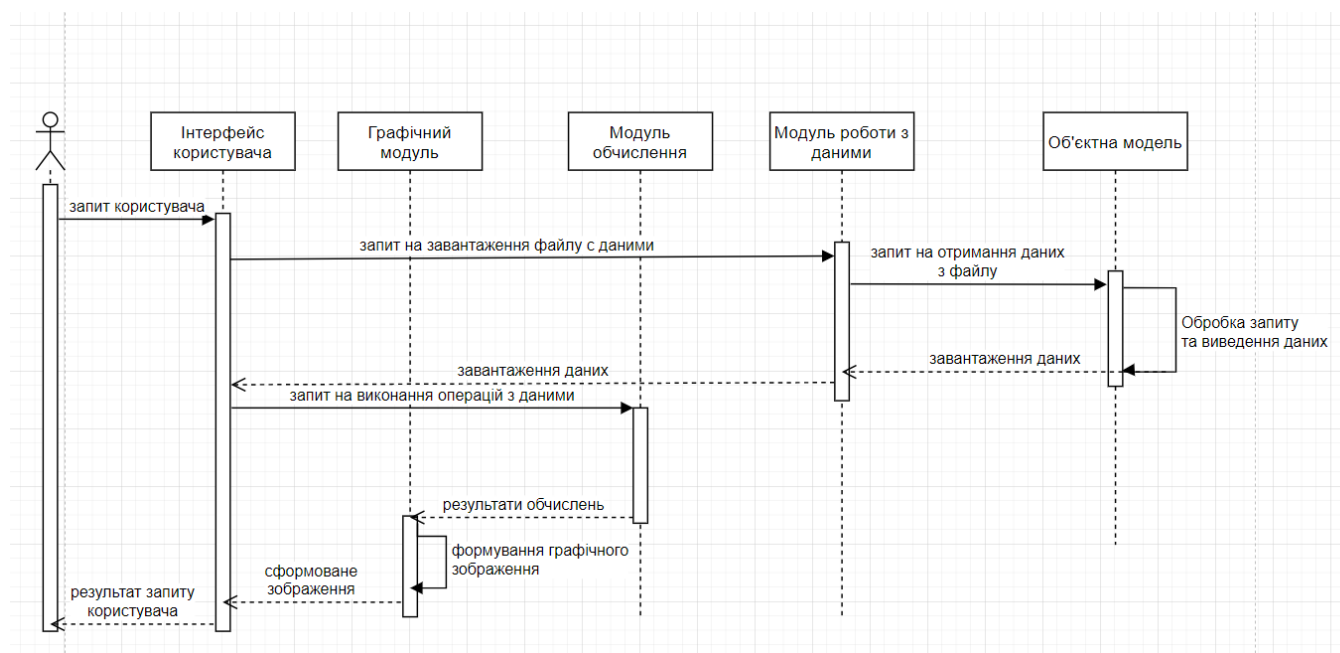 Інтерфейс
користувача
Графічний
модуль
Модуль
обчислення
Модуль роботи з
даними
Об'єктна модель
запит користувача
запит на завантаження файлу с даними
запит на отримання даних
з файлу
Обробка запиту
та виведення даних
завантаження даних
завантаження даних
запит на виконання операцій з даними
результати обчислень
формування графічного
зображення
сформоване
зображення
результат запиту
користувача